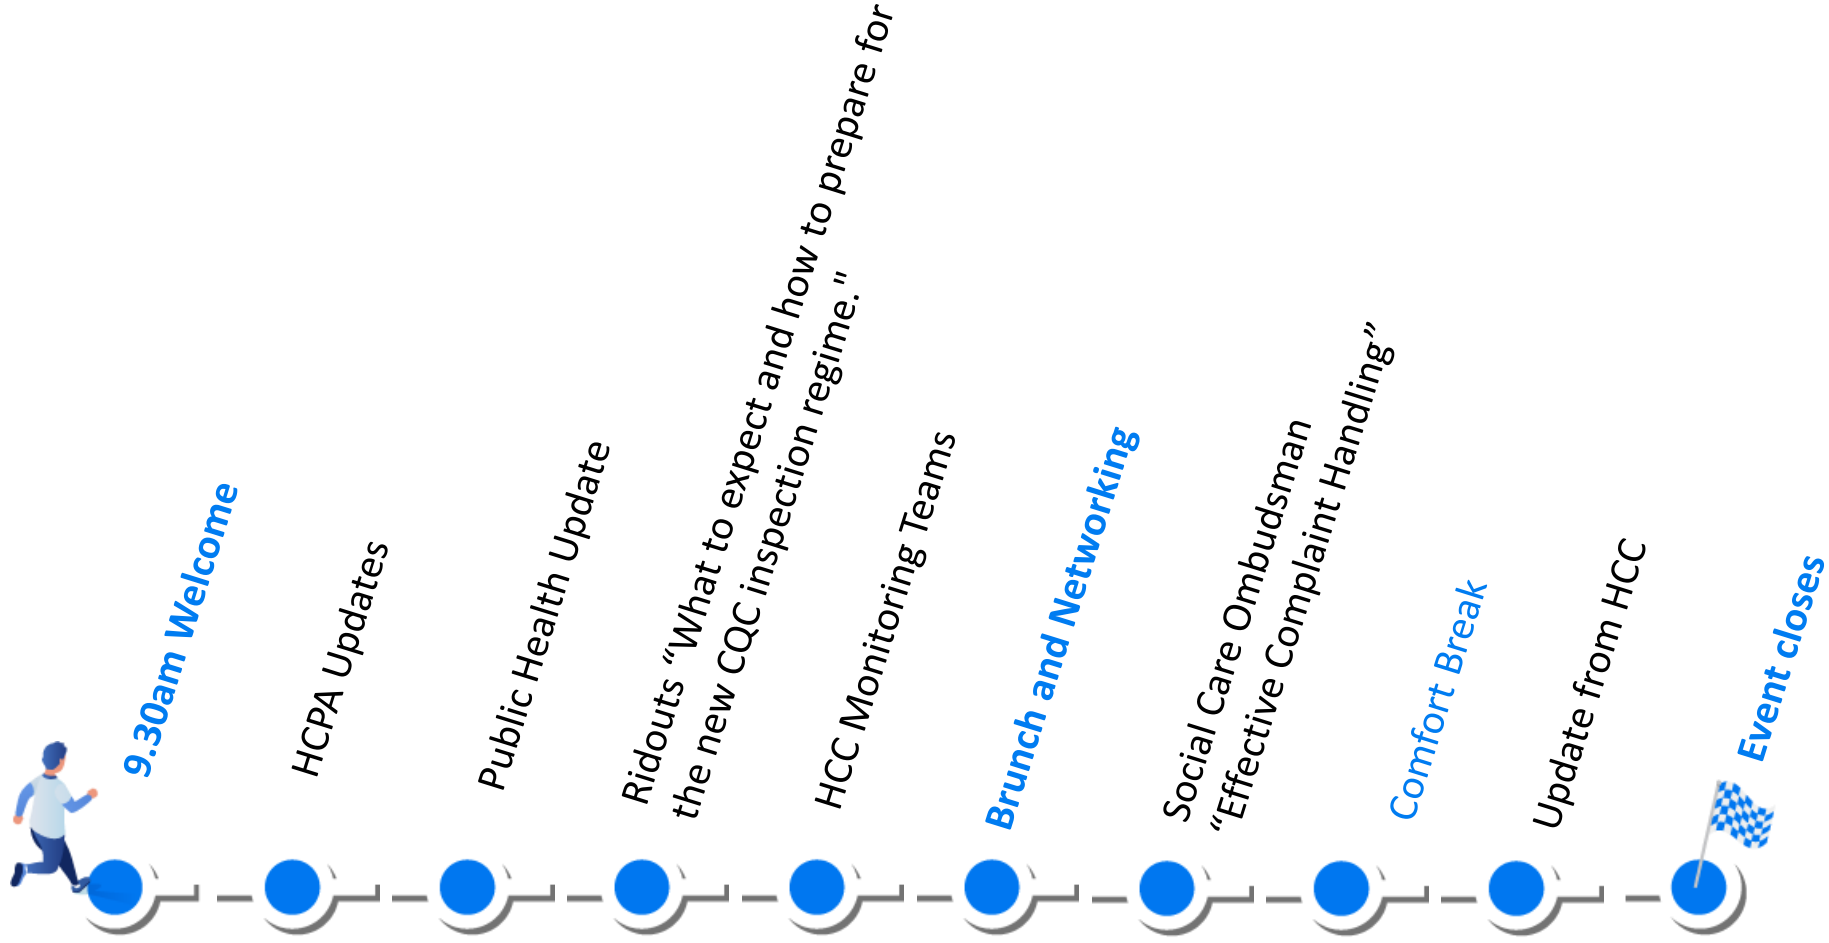 9.30am Welcome
HCPA Updates
Public Health Update
Ridouts “What to expect and how to prepare for
the new CQC inspection regime."
HCC Monitoring Teams
Brunch and Networking
Social Care Ombudsman
“Effective Complaint Handling”
Comfort Break
Update from HCC
Event closes